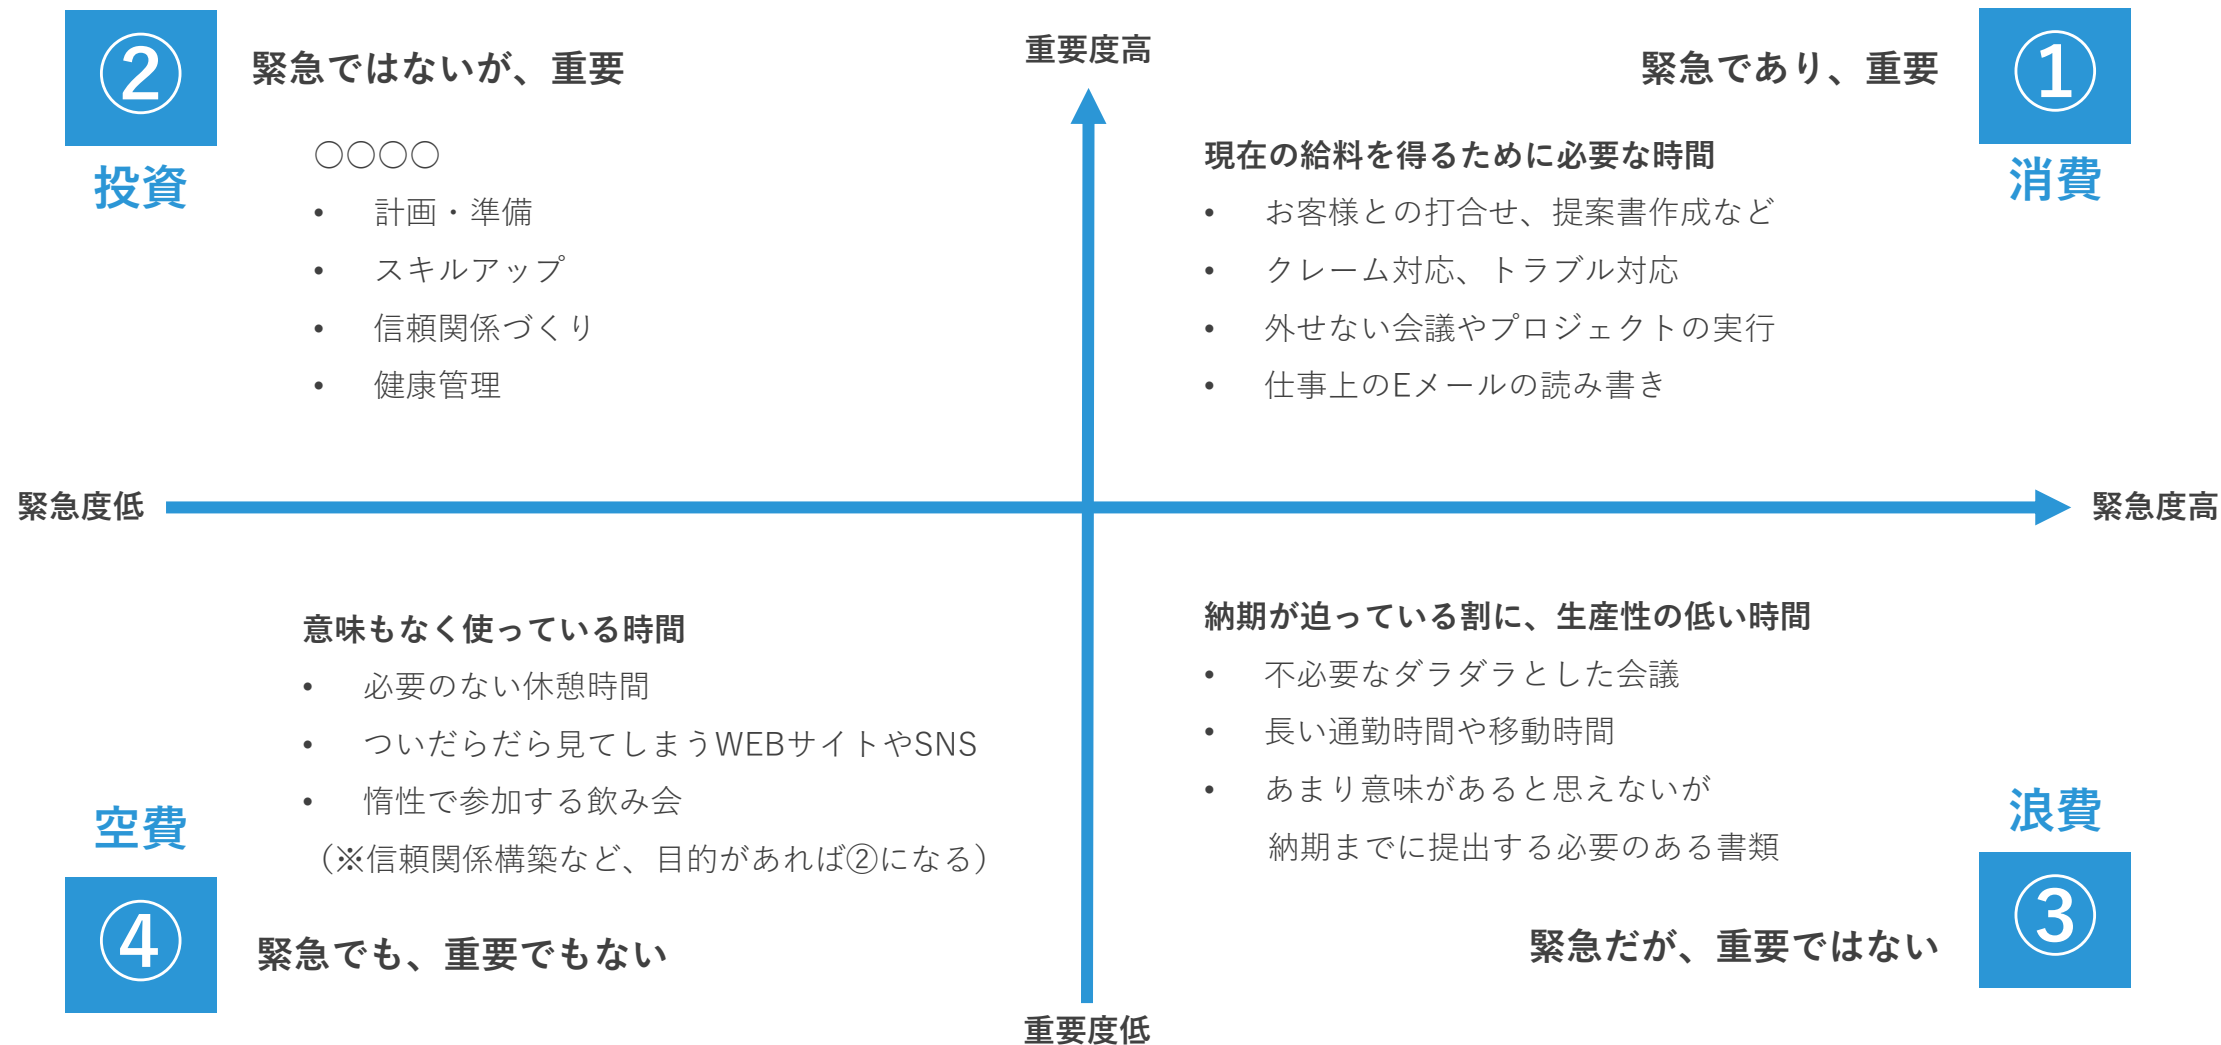 重要度高
②
投資
緊急ではないが、重要
○○○○
• 計画・準備
• スキルアップ
• 信頼関係づくり
• 健康管理
①
消費
緊急であり、重要
現在の給料を得るために必要な時間
• お客様との打合せ、提案書作成など
• クレーム対応、トラブル対応
• 外せない会議やプロジェクトの実行
• 仕事上のEメールの読み書き
緊急度低
緊急度高
意味もなく使っている時間
• 必要のない休憩時間
• ついだらだら見てしまうWEBサイトやSNS
• 惰性で参加する飲み会
（※信頼関係構築など、目的があれば②になる）
空費
④
緊急でも、重要でもない
納期が迫っている割に、生産性の低い時間
• 不必要なダラダラとした会議
• 長い通勤時間や移動時間
• あまり意味があると思えないが
納期までに提出する必要のある書類
浪費
③
緊急だが、重要ではない
重要度低